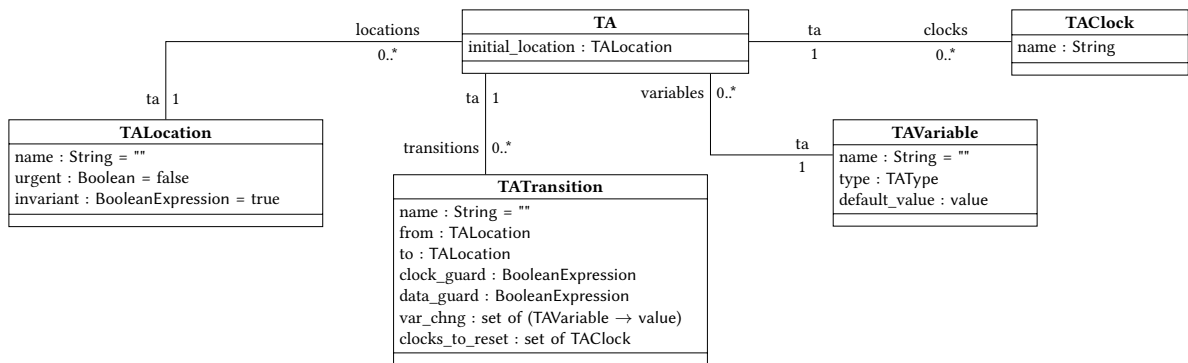 TA
initial_location : TALocation
locations
0..*
ta
1
clocks
0..*
TAClock
name : String
ta 1
ta 1
variables 0..*
TALocation
name : String = ""
urgent : Boolean = false
invariant : BooleanExpression = true
transitions 0..*
ta
1
TAVariable
name : String = ""
type : TAType
default_value : value
TATransition
name : String = ""
from : TALocation
to : TALocation
clock_guard : BooleanExpression
data_guard : BooleanExpression
var_chng : set of (TAVariable → value)
clocks_to_reset : set of TAClock